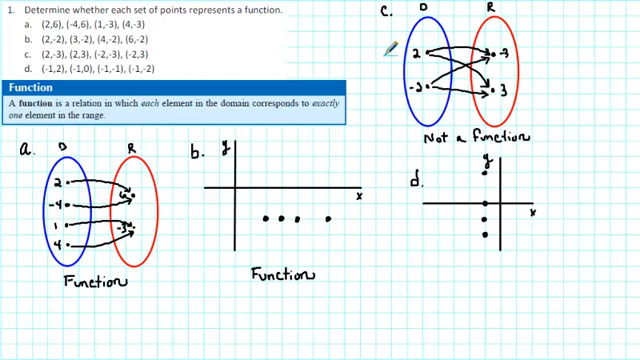 1. Determine whether each set of points represents a function.
a. (2,6), (-4,6), (1,-3), (4,-3)
b. (2,-2), (3,-2), (4,-2), (6,-2)
c. (2,-3), (2,3), (-2,-3), (-2,3)
d. (-1,2), (-1,0), (-1,-1), (-1,-2)
Function
A function is a relation in which each element in the domain corresponds to exactly
one element in the range.
a.
D R
2
-4 6
1
4 -3
Function
b.
y
x
Function
c.
D R
2 -3
-2 3
Not a function
d.
y
x